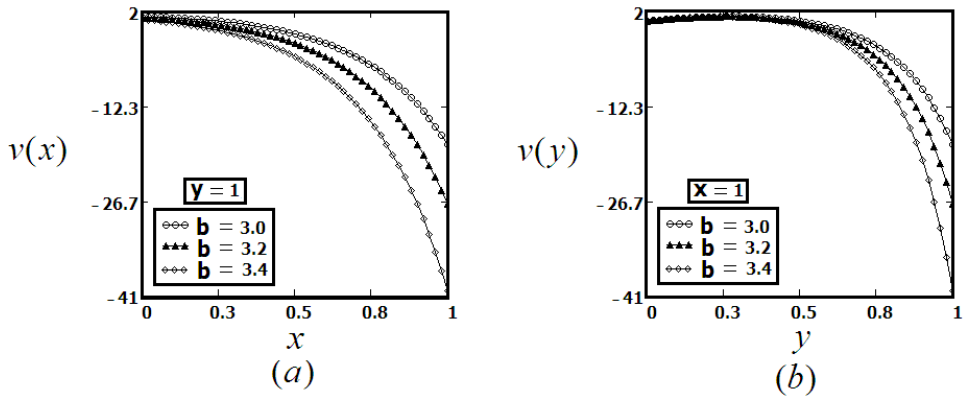 2
-12.3
v(x)
-26.7
-41
y = 1
b = 3.0
b = 3.2
b = 3.4
0 0.3 0.5 0.8 1
x
(a)
2
-12.3
v(y)
-26.7
-41
x = 1
b = 3.0
b = 3.2
b = 3.4
0 0.3 0.5 0.8 1
y
(b)